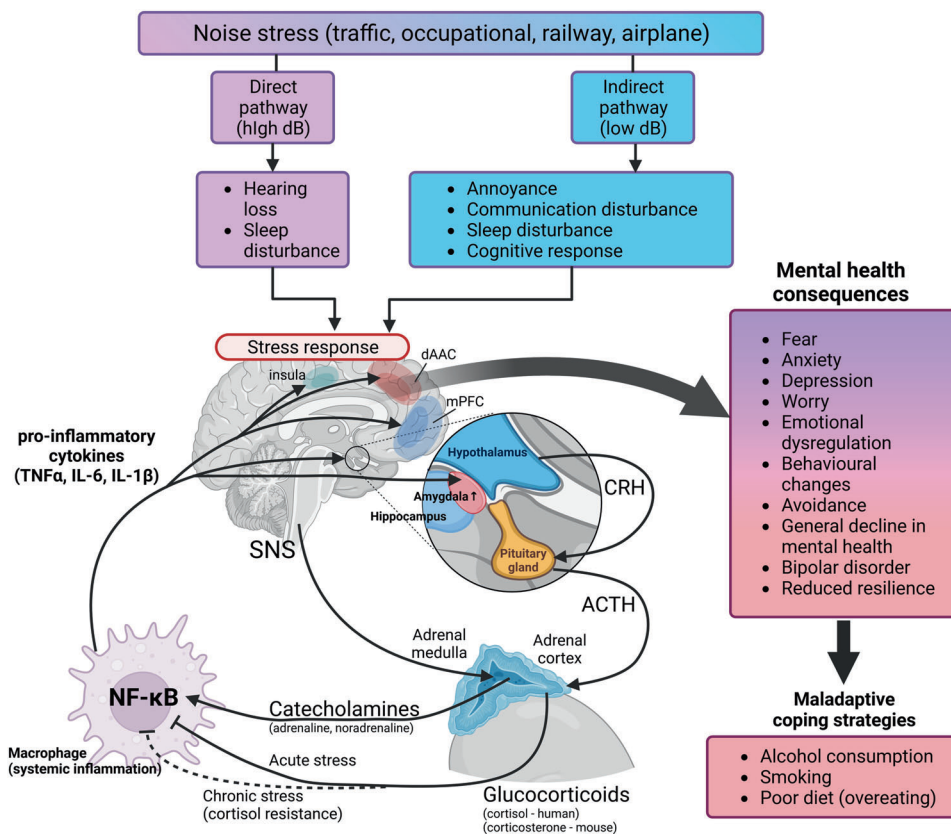 Noise stress (traffic, occupational, railway, airplane)
Direct
pathway
(hIgh dB)
Indirect
pathway
(low dB)
• Hearing
loss
• Sleep
disturbance
• Annoyance
• Communication disturbance
• Sleep disturbance
• Cognitive response
Stress response
insula
dAAC
mPFC
pro-inflammatory
cytokines
(TNFα, IL-6, IL-1β)
Hypothalamus
Amygdala↑
Hippocampus
Pituitary
gland
CRH
SNS
ACTH
Adrenal
medulla
Adrenal
cortex
NF-κB
Catecholamines
(adrenaline, noradrenaline)
Macrophage
(systemic inflammation)
Acute stress
Chronic stress
(cortisol resistance)
Glucocorticoids
(cortisol - human)
(corticosterone - mouse)
Mental health
consequences
• Fear
• Anxiety
• Depression
• Worry
• Emotional
dysregulation
• Behavioural
changes
• Avoidance
• General decline in
mental health
• Bipolar disorder
• Reduced resilience
Maladaptive
coping strategies
• Alcohol consumption
• Smoking
• Poor diet (overeating)